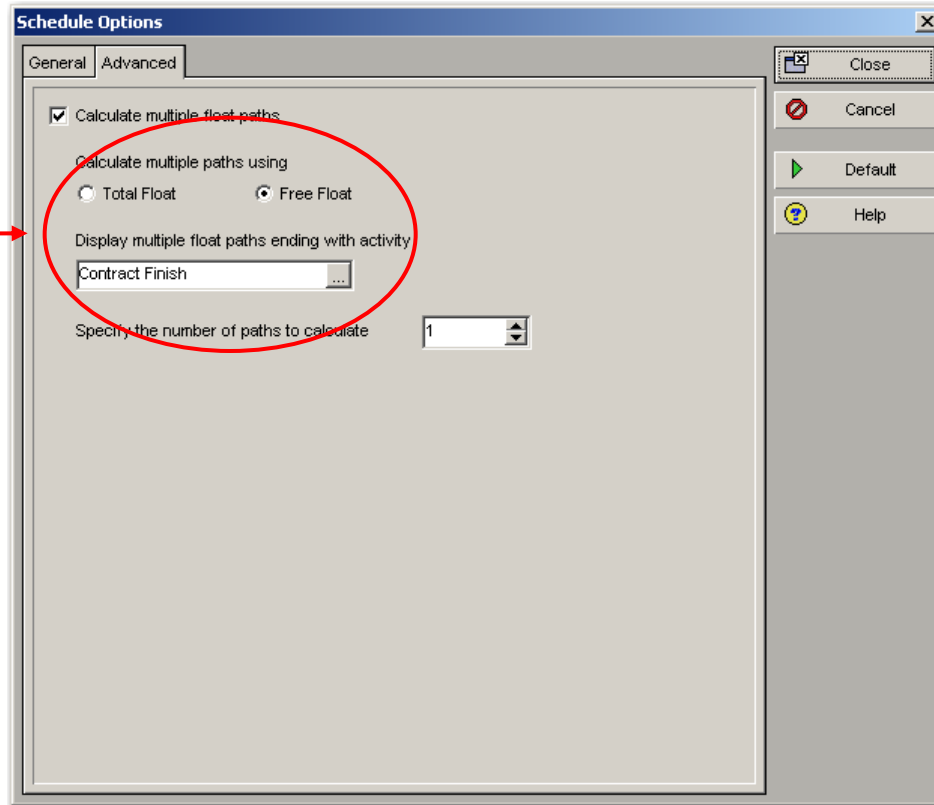 Schedule Options
General Advanced
Close
Calculate multiple float paths
Cancel
Calculate multiple paths using
Default
Total Float Free Float
Help
Display multiple float paths ending with activity
Contract Finish ...
Specify the number of paths to calculate 1